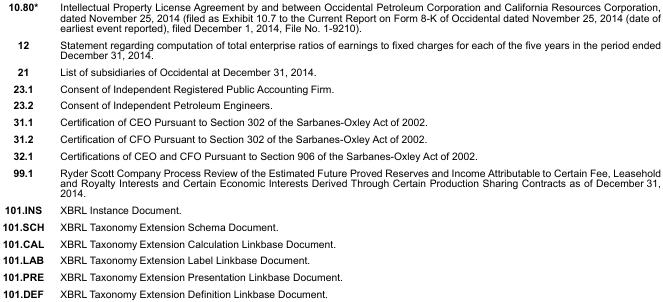 10.80* Intellectual Property License Agreement by and between Occidental Petroleum Corporation and California Resources Corporation,
dated November 25, 2014 (filed as Exhibit 10.7 to the Current Report on Form 8-K of Occidental dated November 25, 2014 (date of
earliest event reported), filed December 1, 2014, File No. 1-9210).
12 Statement regarding computation of total enterprise ratios of earnings to fixed charges for each of the five years in the period ended
December 31, 2014.
21 List of subsidiaries of Occidental at December 31, 2014.
23.1 Consent of Independent Registered Public Accounting Firm.
23.2 Consent of Independent Petroleum Engineers.
31.1 Certification of CEO Pursuant to Section 302 of the Sarbanes-Oxley Act of 2002.
31.2 Certification of CFO Pursuant to Section 302 of the Sarbanes-Oxley Act of 2002.
32.1 Certifications of CEO and CFO Pursuant to Section 906 of the Sarbanes-Oxley Act of 2002.
99.1 Ryder Scott Company Process Review of the Estimated Future Proved Reserves and Income Attributable to Certain Fee, Leasehold
and Royalty Interests and Certain Economic Interests Derived Through Certain Production Sharing Contracts as of December 31,
2014.
101.INS XBRL Instance Document.
101.SCH XBRL Taxonomy Extension Schema Document.
101.CAL XBRL Taxonomy Extension Calculation Linkbase Document.
101.LAB XBRL Taxonomy Extension Label Linkbase Document.
101.PRE XBRL Taxonomy Extension Presentation Linkbase Document.
101.DEF XBRL Taxonomy Extension Definition Linkbase Document.